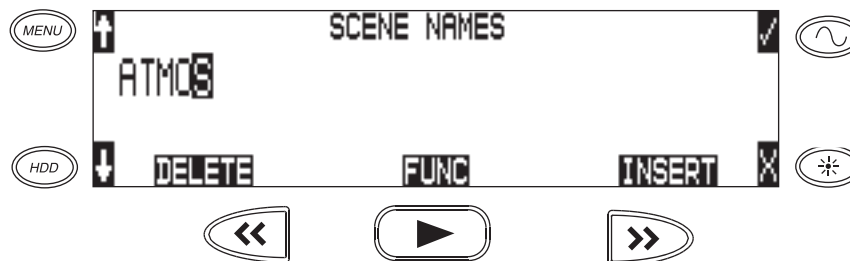 MENU
SCENE NAMES
ATMOS
HDD
DELETE FUNC INSERT X